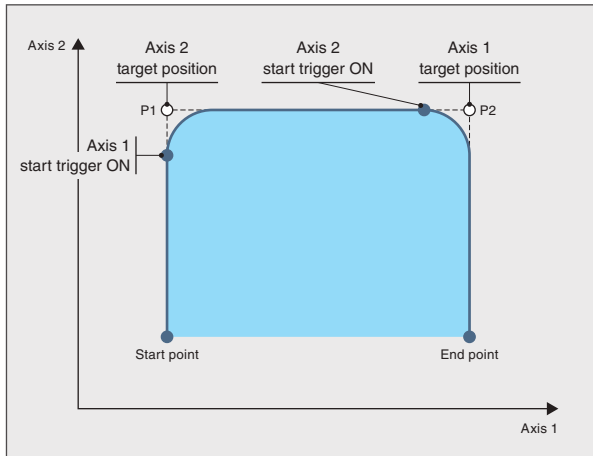 Axis 2
Axis 2
target position
Axis 2
start trigger ON
Axis 1
target position
P1
P2
Axis 1
start trigger ON
Start point
End point
Axis 1